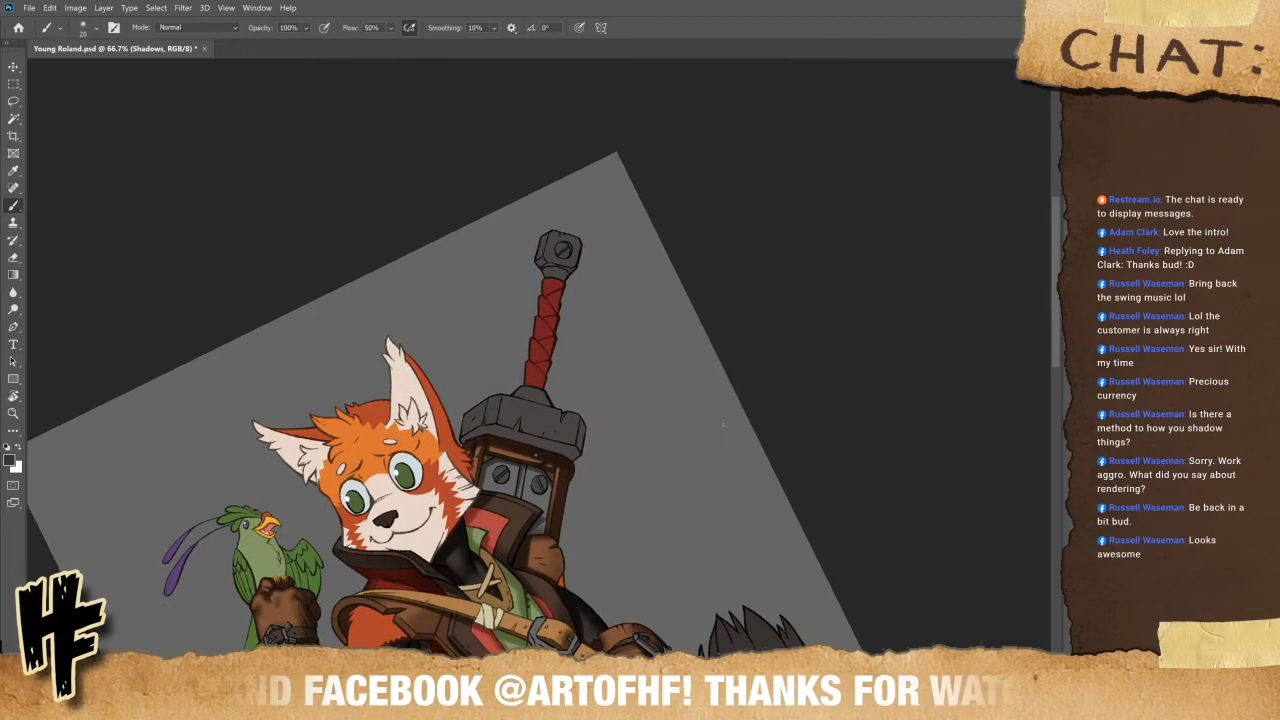 File Edit Image Layer Type Select Filter 3D View Window Help
20 Mode: Normal Opacity: 100% Flow: 50% Smoothing: 10% 0°
Young Roland.psd @ 66.7% (Shadows, RGB/8) *
CHAT:
Restream.io: The chat is ready
to display messages.
Adam Clark: Love the intro!
Heath Foley: Replying to Adam
Clark: Thanks bud! :D
Russell Waseman: Bring back
the swing music lol
Russell Waseman: Lol the
customer is always right
Russell Waseman: Yes sir! With
my time
Russell Waseman: Precious
currency
Russell Waseman: Is there a
method to how you shadow
things?
Russell Waseman: Sorry. Work
aggro. What did you say about
rendering?
Russell Waseman: Be back in a
bit bud.
Russell Waseman: Looks
awesome
HF
ND FACEBOOK @ARTOFHF! THANKS FOR WAT